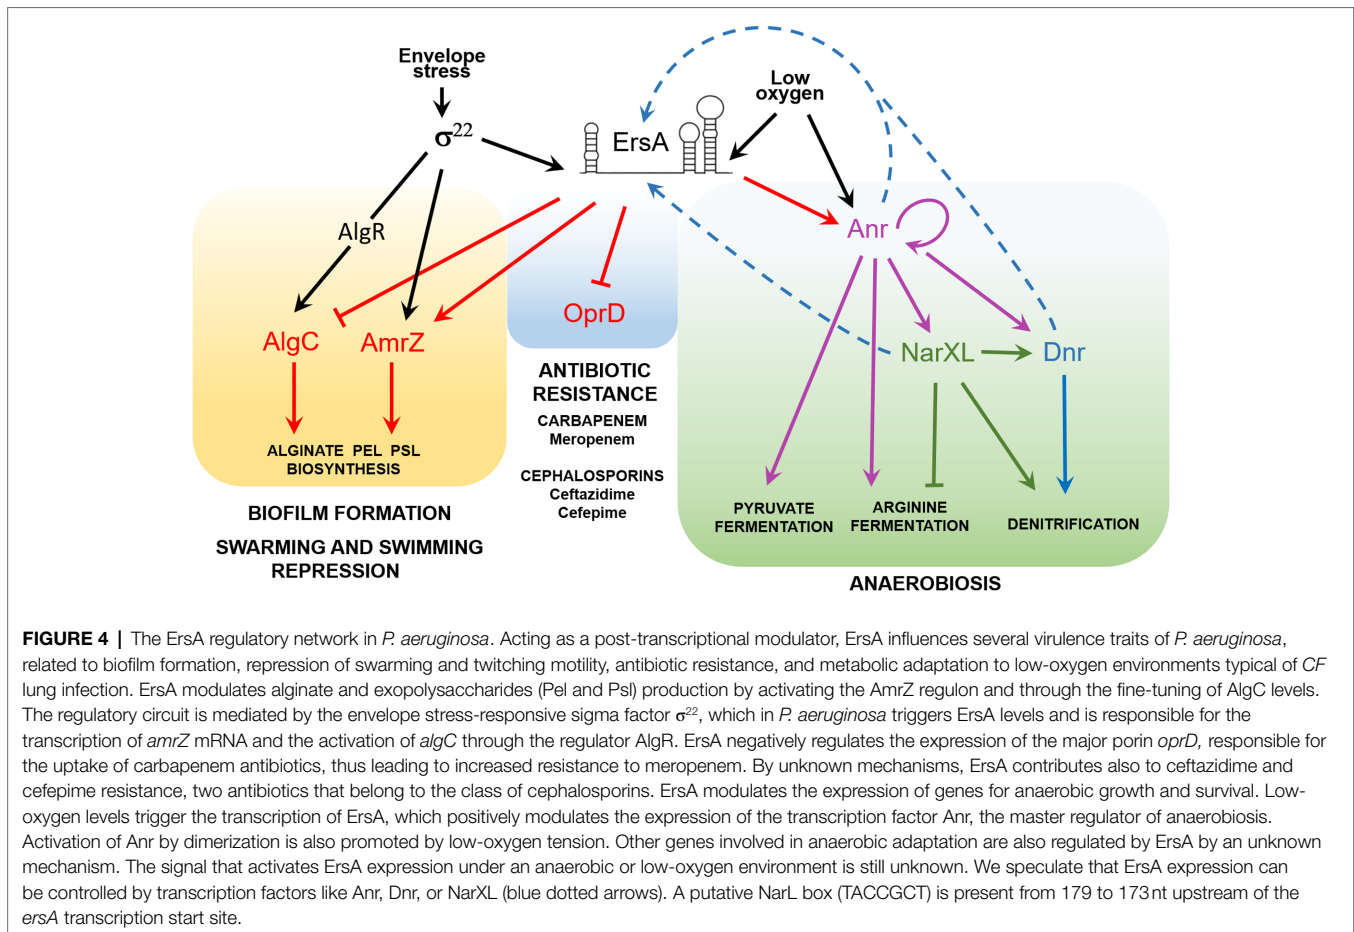 Envelope
stress
σ22
ErsA
Low
oxygen
AlgR
Anr
AlgC
AmrZ
OprD
NarXL
Dnr
ALGINATE PEL PSL
BIOSYNTHESIS
ANTIBIOTIC
RESISTANCE
CARBAPENEM
Meropenem
CEPHALOSPORINS
Ceftazidime
Cefepime
PYRUVATE
FERMENTATION
ARGININE
FERMENTATION
DENITRIFICATION
BIOFILM FORMATION
SWARMING AND SWIMMING
REPRESSION
ANAEROBIOSIS
FIGURE 4 | The ErsA regulatory network in P. aeruginosa. Acting as a post-transcriptional modulator, ErsA influences several virulence traits of P. aeruginosa,
related to biofilm formation, repression of swarming and twitching motility, antibiotic resistance, and metabolic adaptation to low-oxygen environments typical of CF
lung infection. ErsA modulates alginate and exopolysaccharides (Pel and Psl) production by activating the AmrZ regulon and through the fine-tuning of AlgC levels.
The regulatory circuit is mediated by the envelope stress-responsive sigma factor σ22, which in P. aeruginosa triggers ErsA levels and is responsible for the
transcription of amrZ mRNA and the activation of algC through the regulator AlgR. ErsA negatively regulates the expression of the major porin oprD, responsible for
the uptake of carbapenem antibiotics, thus leading to increased resistance to meropenem. By unknown mechanisms, ErsA contributes also to ceftazidime and
cefepime resistance, two antibiotics that belong to the class of cephalosporins. ErsA modulates the expression of genes for anaerobic growth and survival. Low-
oxygen levels trigger the transcription of ErsA, which positively modulates the expression of the transcription factor Anr, the master regulator of anaerobiosis.
Activation of Anr by dimerization is also promoted by low-oxygen tension. Other genes involved in anaerobic adaptation are also regulated by ErsA by an unknown
mechanism. The signal that activates ErsA expression under an anaerobic or low-oxygen environment is still unknown. We speculate that ErsA expression can
be controlled by transcription factors like Anr, Dnr, or NarXL (blue dotted arrows). A putative NarL box (TACCGCT) is present from 179 to 173 nt upstream of the
ersA transcription start site.